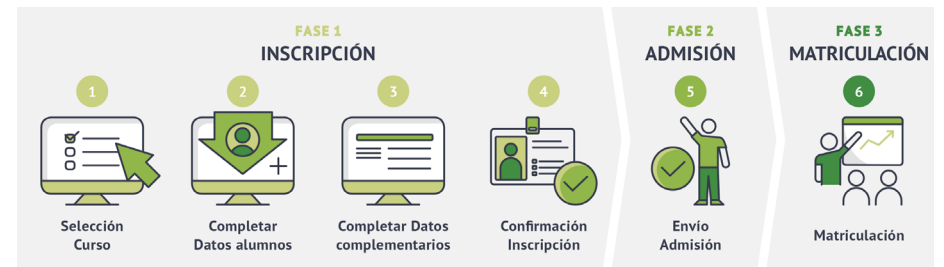 FASE 1
INSCRIPCIÓN
1
2
3
4
Selección
Curso
Completar
Datos alumnos
Completar Datos
complementarios
Confirmación
Inscripción
FASE 2
ADMISIÓN
5
Envío
Admisión
FASE 3
MATRICULACIÓN
6
Matriculación